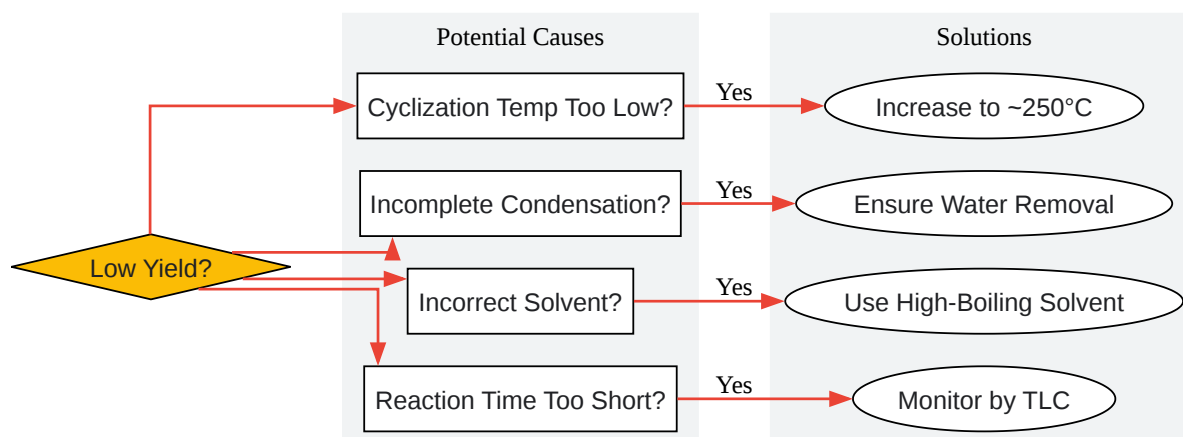 Potential Causes
Solutions
Cyclization Temp Too Low?
Yes
Increase to ~250°C
Incomplete Condensation?
Yes
Ensure Water Removal
Low Yield?
Incorrect Solvent?
Yes
Use High-Boiling Solvent
Reaction Time Too Short?
Yes
Monitor by TLC